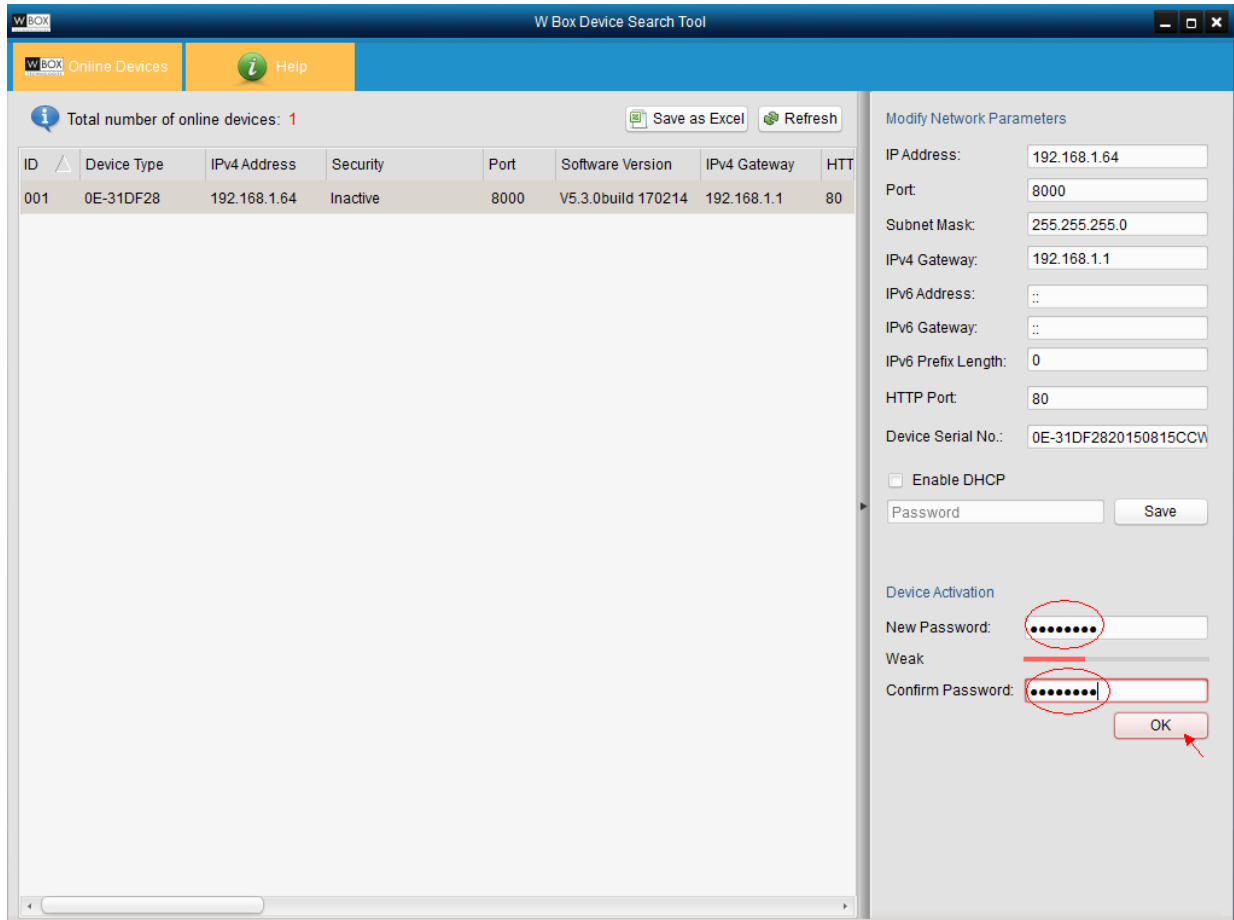 W BOX
W Box Device Search Tool
W BOX Online Devices
i Help
i Total number of online devices: 1
Save as Excel
Refresh
ID Device Type IPv4 Address Security Port Software Version IPv4 Gateway HTT
001 0E-31DF28 192.168.1.64 Inactive 8000 V5.3.0build 170214 192.168.1.1 80
Modify Network Parameters
IP Address: 192.168.1.64
Port: 8000
Subnet Mask: 255.255.255.0
IPv4 Gateway: 192.168.1.1
IPv6 Address: ::
IPv6 Gateway: ::
IPv6 Prefix Length: 0
HTTP Port: 80
Device Serial No.: 0E-31DF2820150815CCW
Enable DHCP
Password Save
Device Activation
New Password: ●●●●●●●●
Weak
Confirm Password: ●●●●●●●●
OK